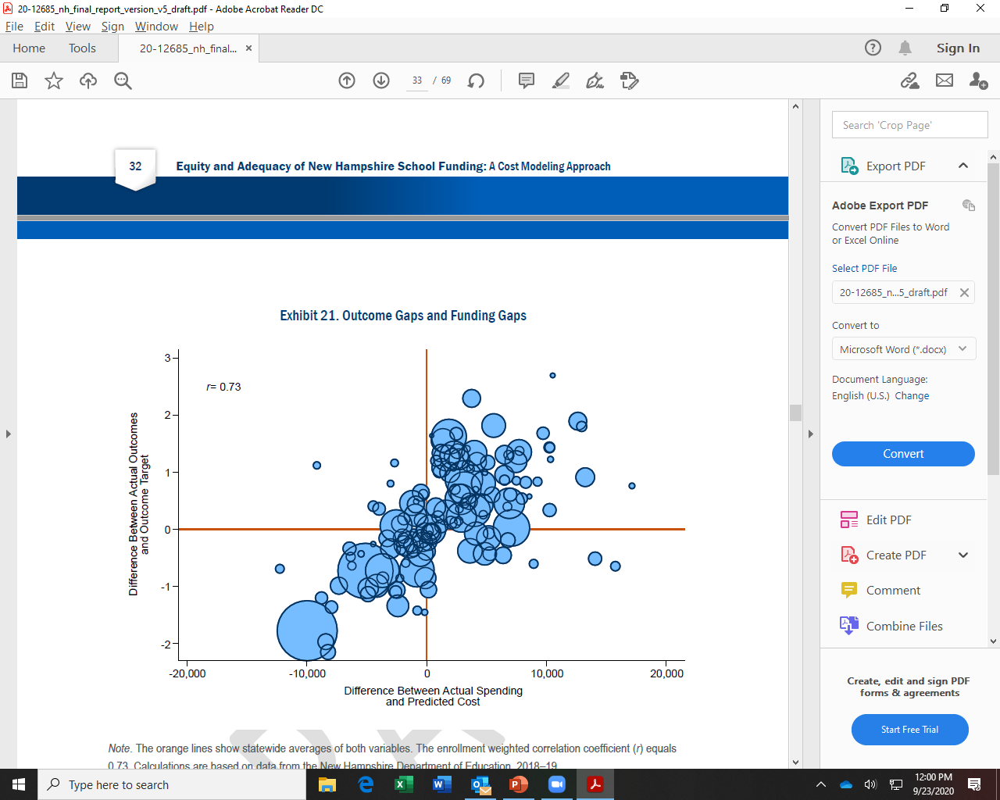 20-12685_nh_final_report_version_v5_draft.pdf - Adobe Acrobat Reader DC
File Edit View Sign Window Help
Home Tools 20-12685_nh_final... × Sign In
33 / 69
Search 'Crop Page'
32 Equity and Adequacy of New Hampshire School Funding: A Cost Modeling Approach
Export PDF
Adobe Export PDF
Convert PDF Files to Word
or Excel Online
Select PDF File
20-12685_n...5_draft.pdf
Convert to
Microsoft Word (*.docx)
Document Language:
English (U.S.) Change
Convert
Edit PDF
Create PDF
Comment
Combine Files
Create, edit and sign PDF
forms & agreements
Start Free Trial
Exhibit 21. Outcome Gaps and Funding Gaps
r= 0.73
3
2
1
0
-1
-2
Difference Between Actual Outcomes
and Outcome Target
-20,000 -10,000 0 10,000 20,000
Difference Between Actual Spending
and Predicted Cost
Note. The orange lines show statewide averages of both variables. The enrollment weighted correlation coefficient (r) equals
0.73. Calculations are based on data from the New Hampshire Department of Education, 2018–19.
Type here to search
12:00 PM
9/23/2020